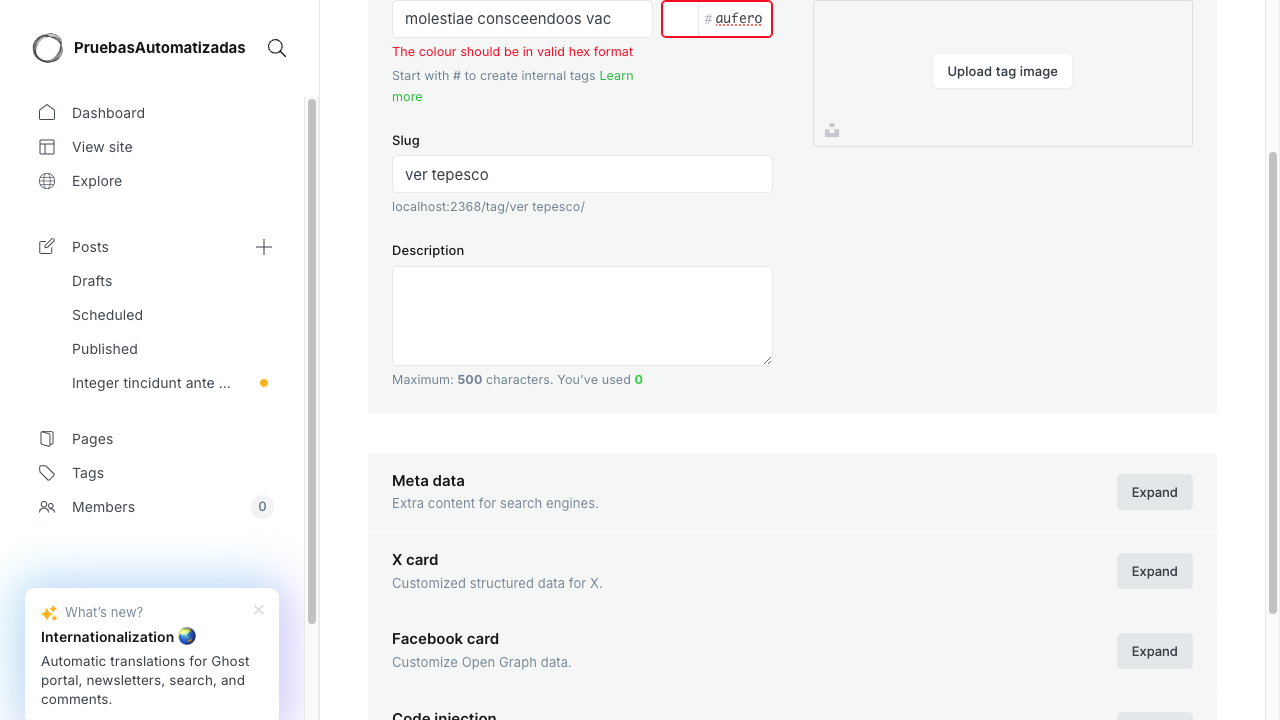 PruebasAutomatizadas
Dashboard
View site
Explore
Posts
Drafts
Scheduled
Published
Integer tincidunt ante ...
Pages
Tags
Members
0
What's new?
Internationalization
Automatic translations for Ghost
portal, newsletters, search, and
comments.
molestiae consceendoos vac
# aufero
The colour should be in valid hex format
Start with # to create internal tags Learn
more
Upload tag image
Slug
ver tepesco
localhost:2368/tag/ver tepesco/
Description
Maximum: 500 characters. You've used 0
Meta data
Extra content for search engines.
Expand
X card
Customized structured data for X.
Expand
Facebook card
Customize Open Graph data.
Expand
Code injection